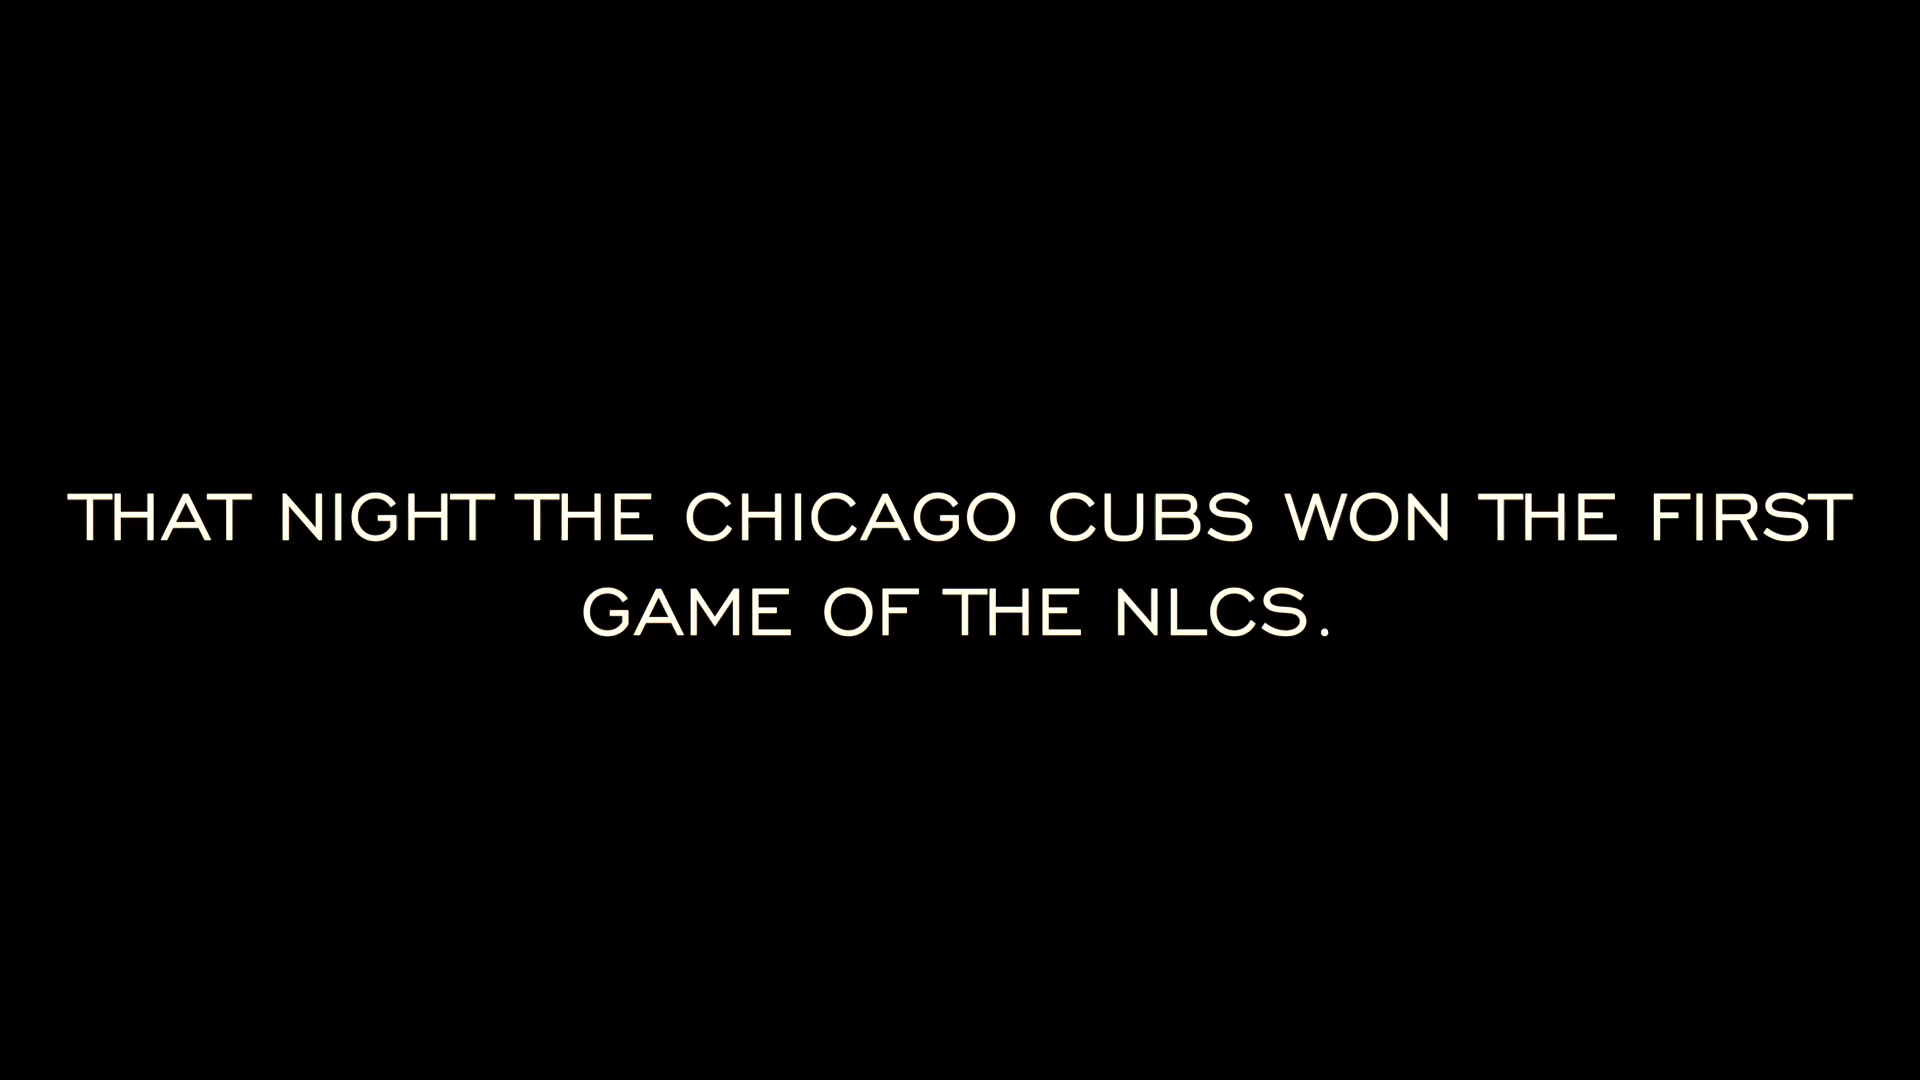 THAT NIGHT THE CHICAGO CUBS WON THE FIRST
GAME OF THE NLCS.